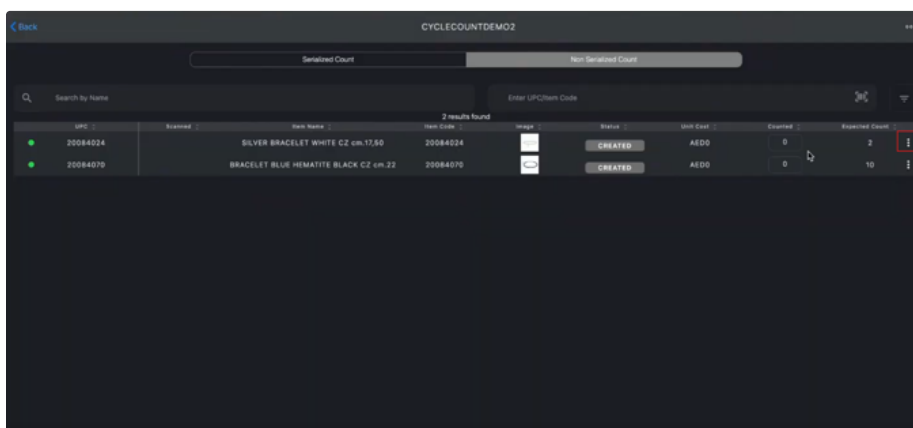 Back
CYCLECOUNTDEMO2
Serialized Count
Non Serialized Count
Search by Name
Enter UPC/Item Code
2 results found
UPC Scanned Item Name Item Code Image Status Unit Cost Counted Expected Count
20084024 SILVER BRACELET WHITE CZ cm.17,50 20084024 CREATED AED0 0 2
20084070 BRACELET BLUE HEMATITE BLACK CZ cm.22 20084070 CREATED AED0 0 10